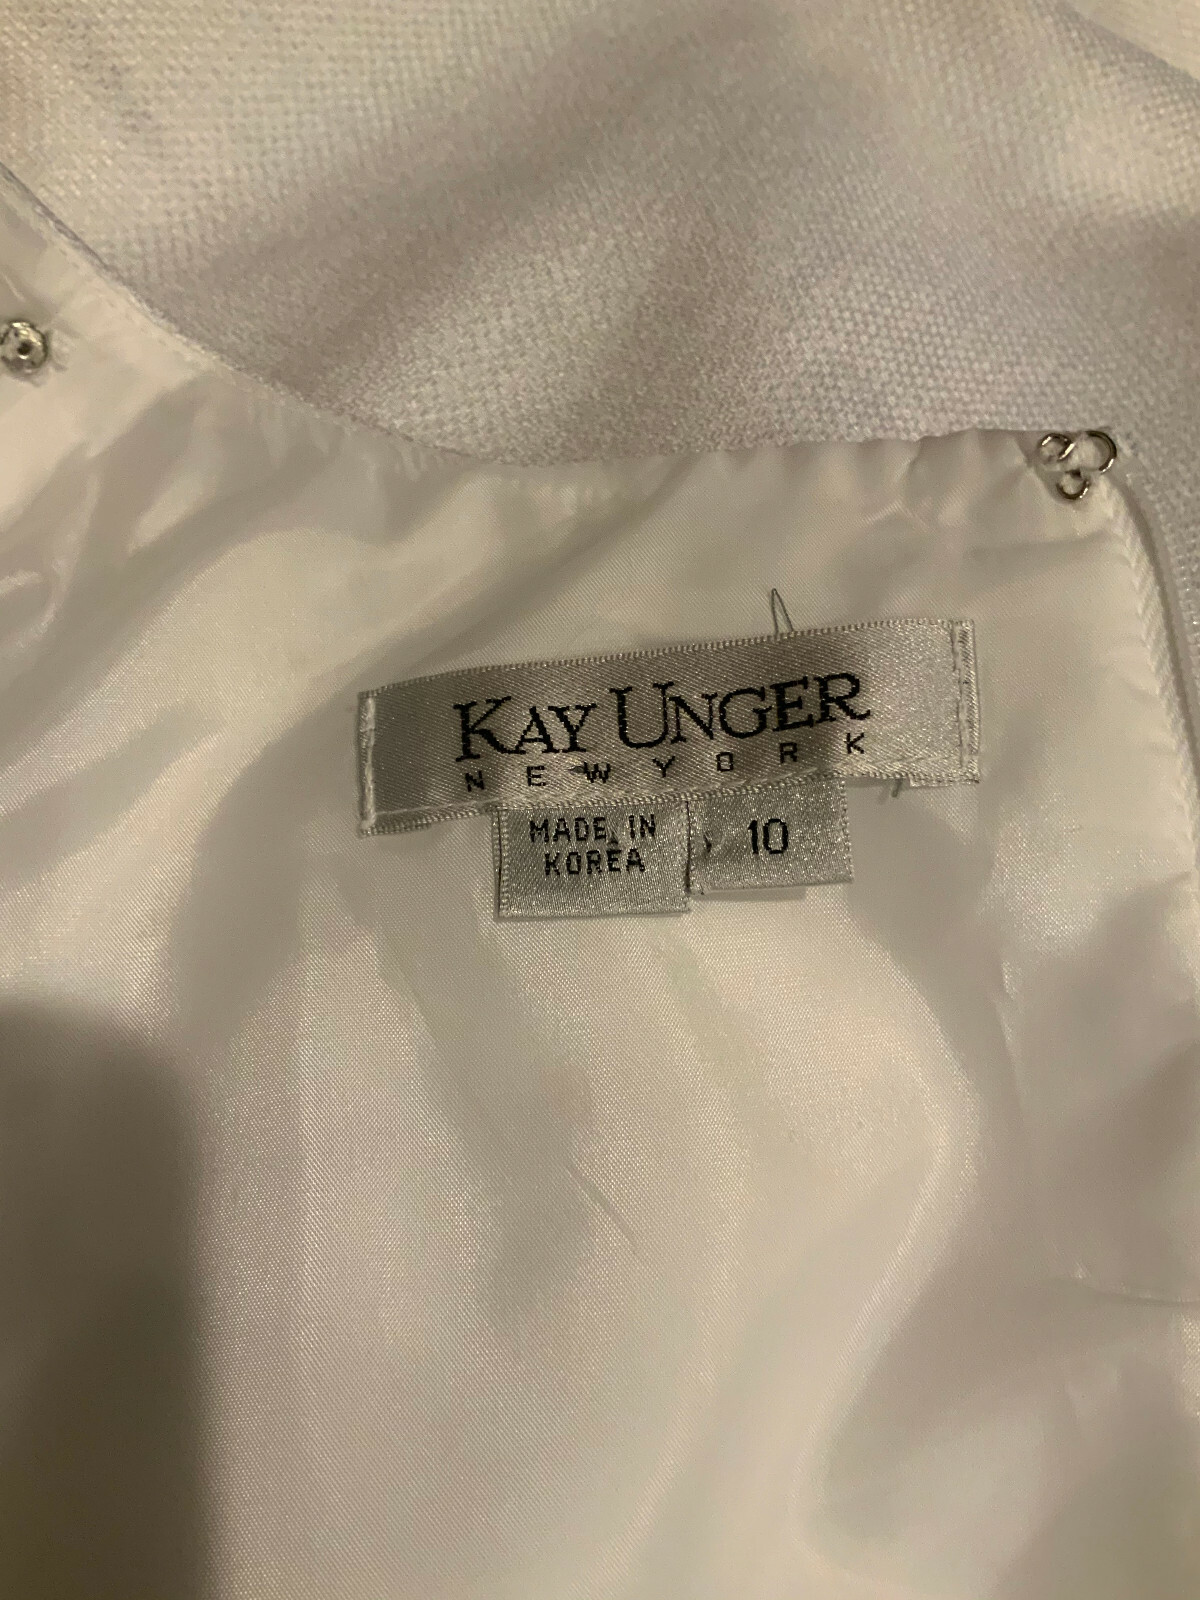 KAY UNGER
NEW YORK
MADE IN
KOREA
10